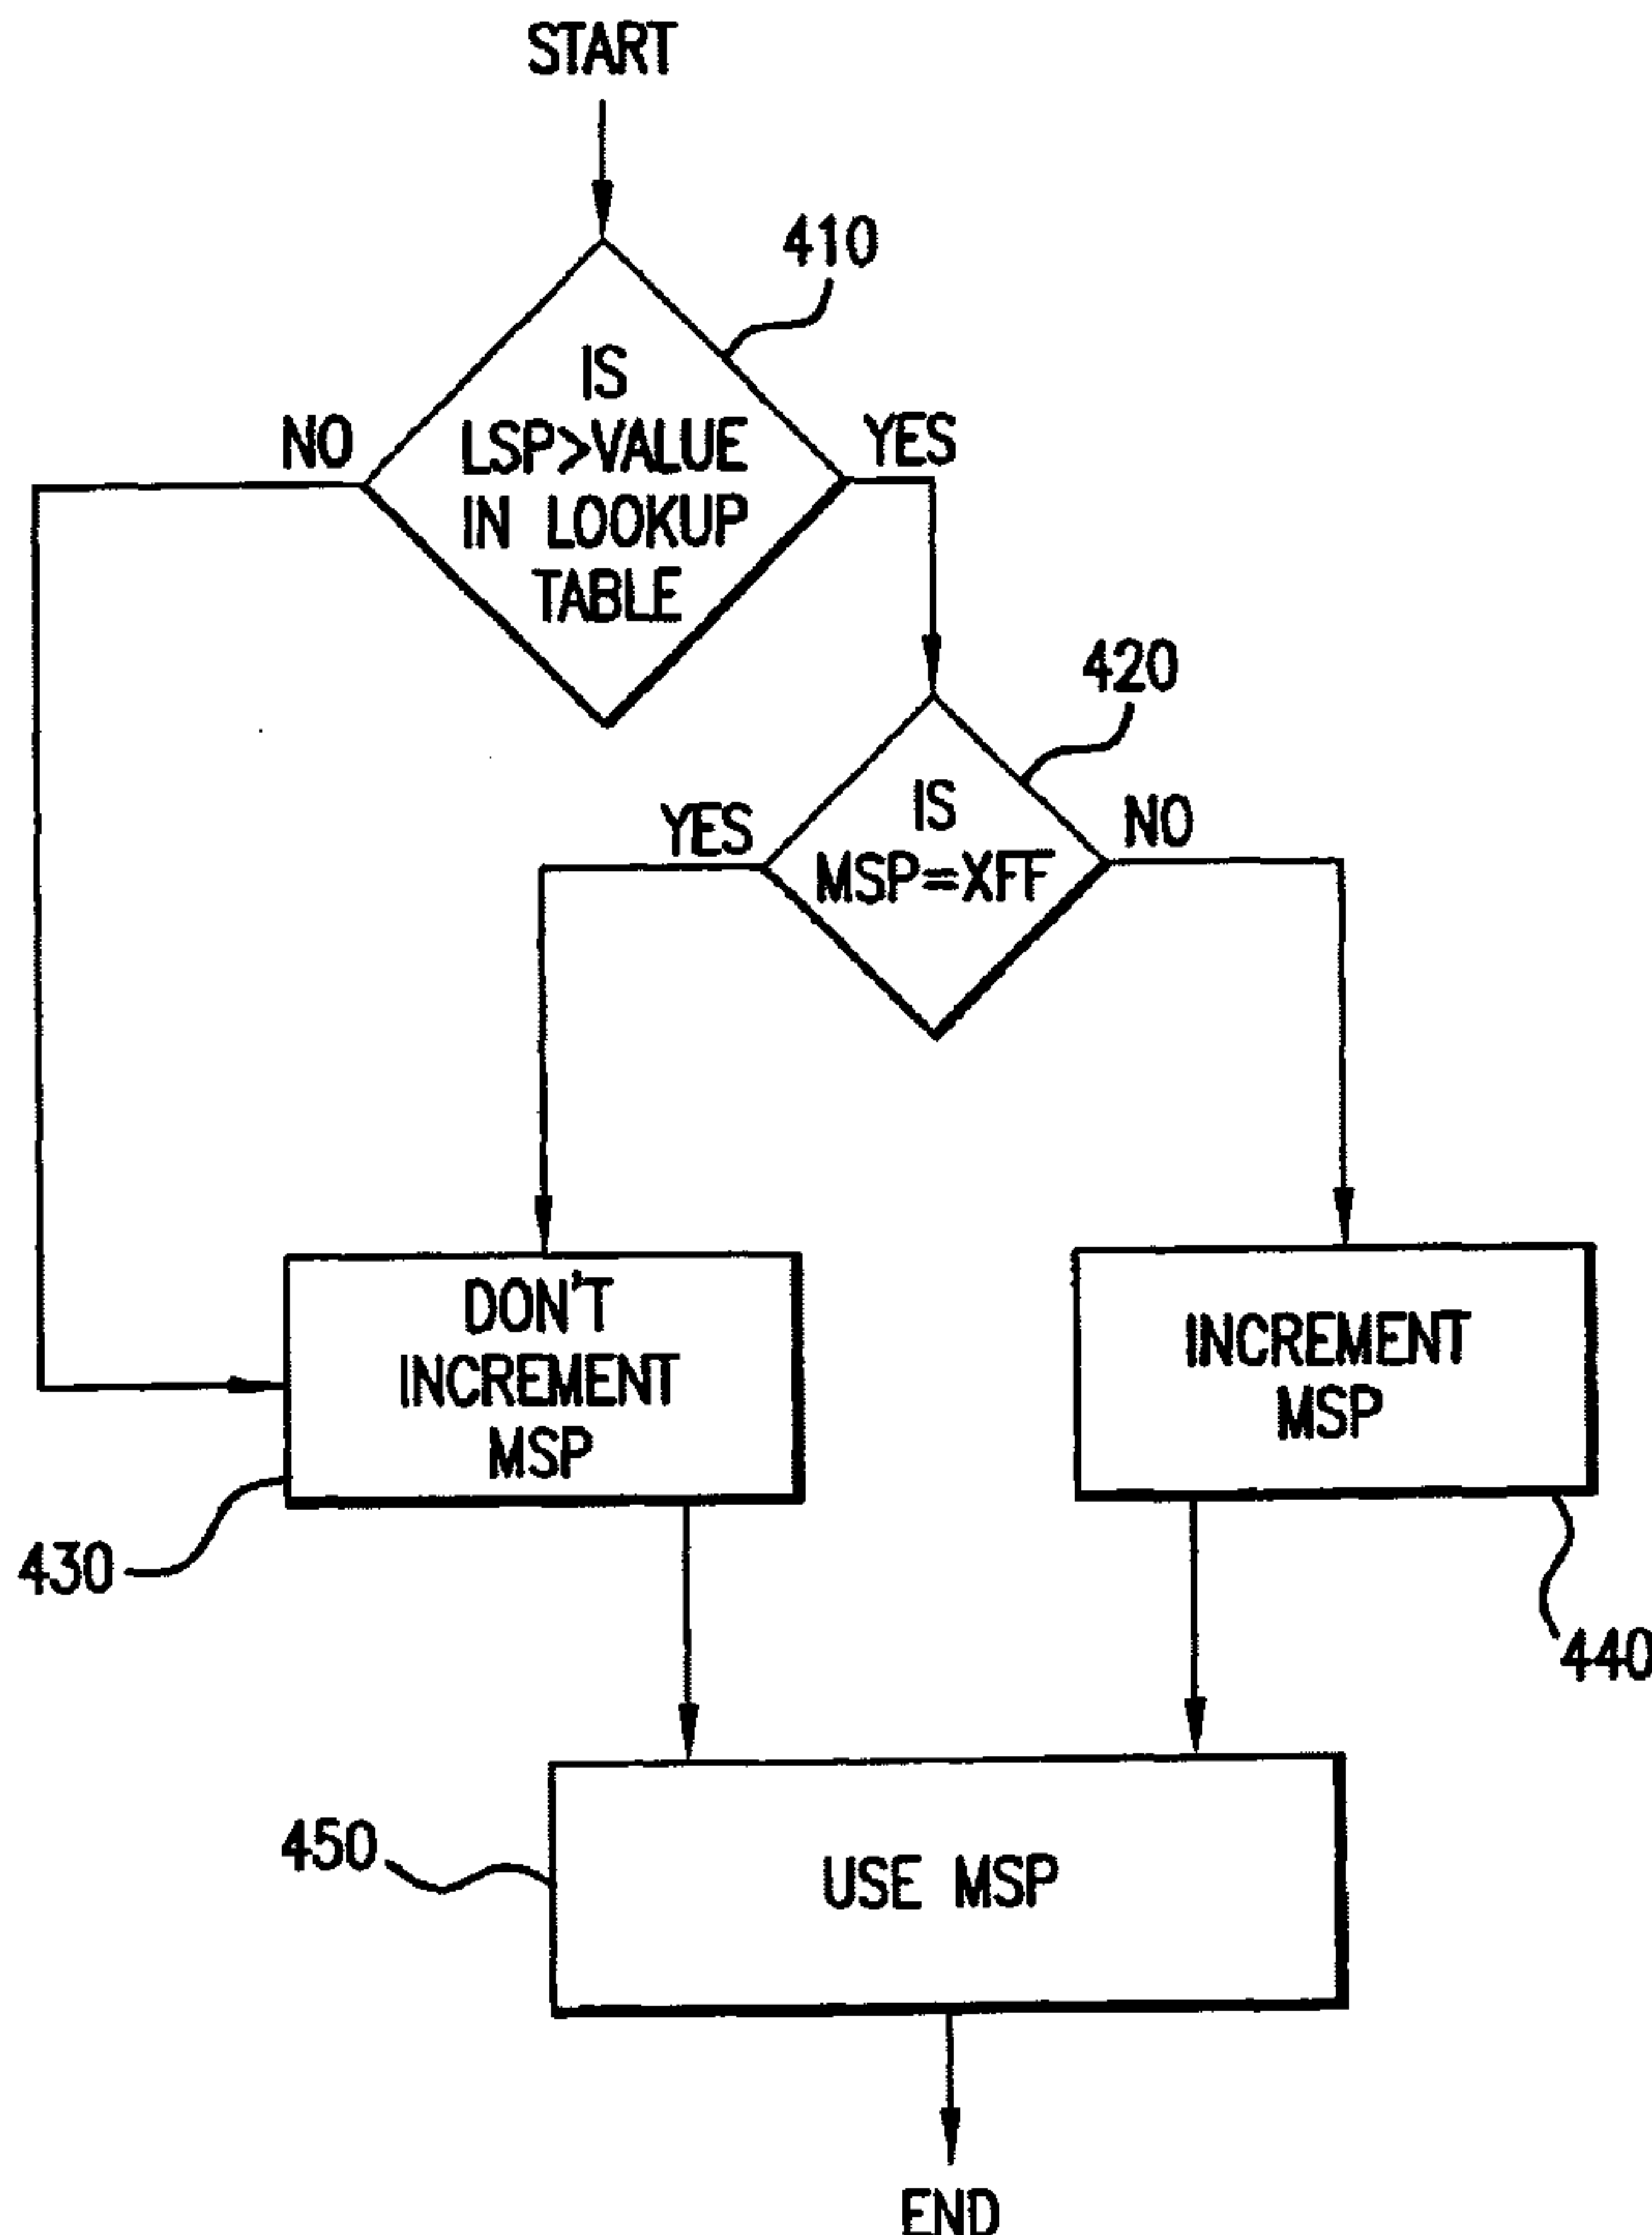 START
410
IS
LSP>VALUE
IN LOOKUP
TABLE
NO
YES
420
IS
MSP=XFF
YES
NO
DON'T
INCREMENT
MSP
INCREMENT
MSP
430
440
450
USE MSP
END